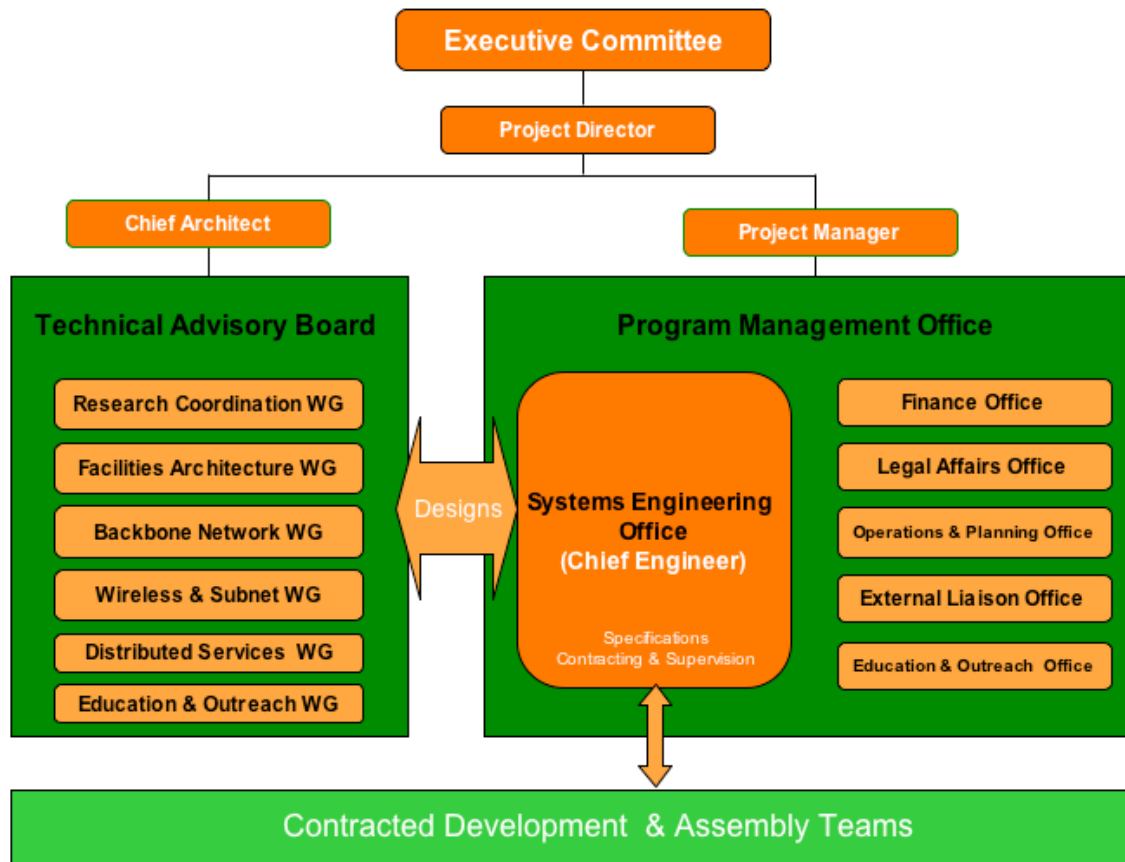 Executive Committee
Project Director
Chief Architect
Project Manager
Technical Advisory Board
Research Coordination WG
Facilities Architecture WG
Backbone Network WG
Wireless & Subnet WG
Distributed Services WG
Education & Outreach WG
Designs
Program Management Office
Systems Engineering
Office
(Chief Engineer)
Specifications
Contracting & Supervision
Finance Office
Legal Affairs Office
Operations & Planning Office
External Liaison Office
Education & Outreach Office
Contracted Development & Assembly Teams